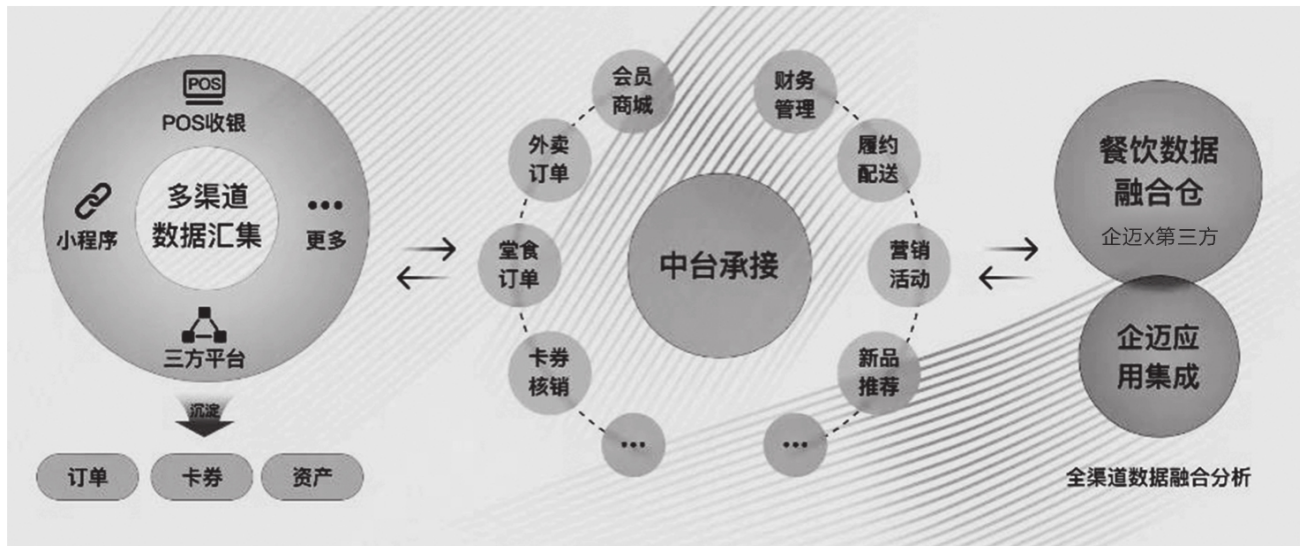 POS
POS收银
多渠道
数据汇集
小程序
•••
更多
三方平台
沉淀
订单
卡券
资产
会员
商城
外卖
订单
堂食
订单
卡券
核销
•••
中台承接
财务
管理
履约
配送
营销
活动
新品
推荐
•••
餐饮数据
融合仓
企迈x第三方
企迈应
用集成
全渠道数据融合分析